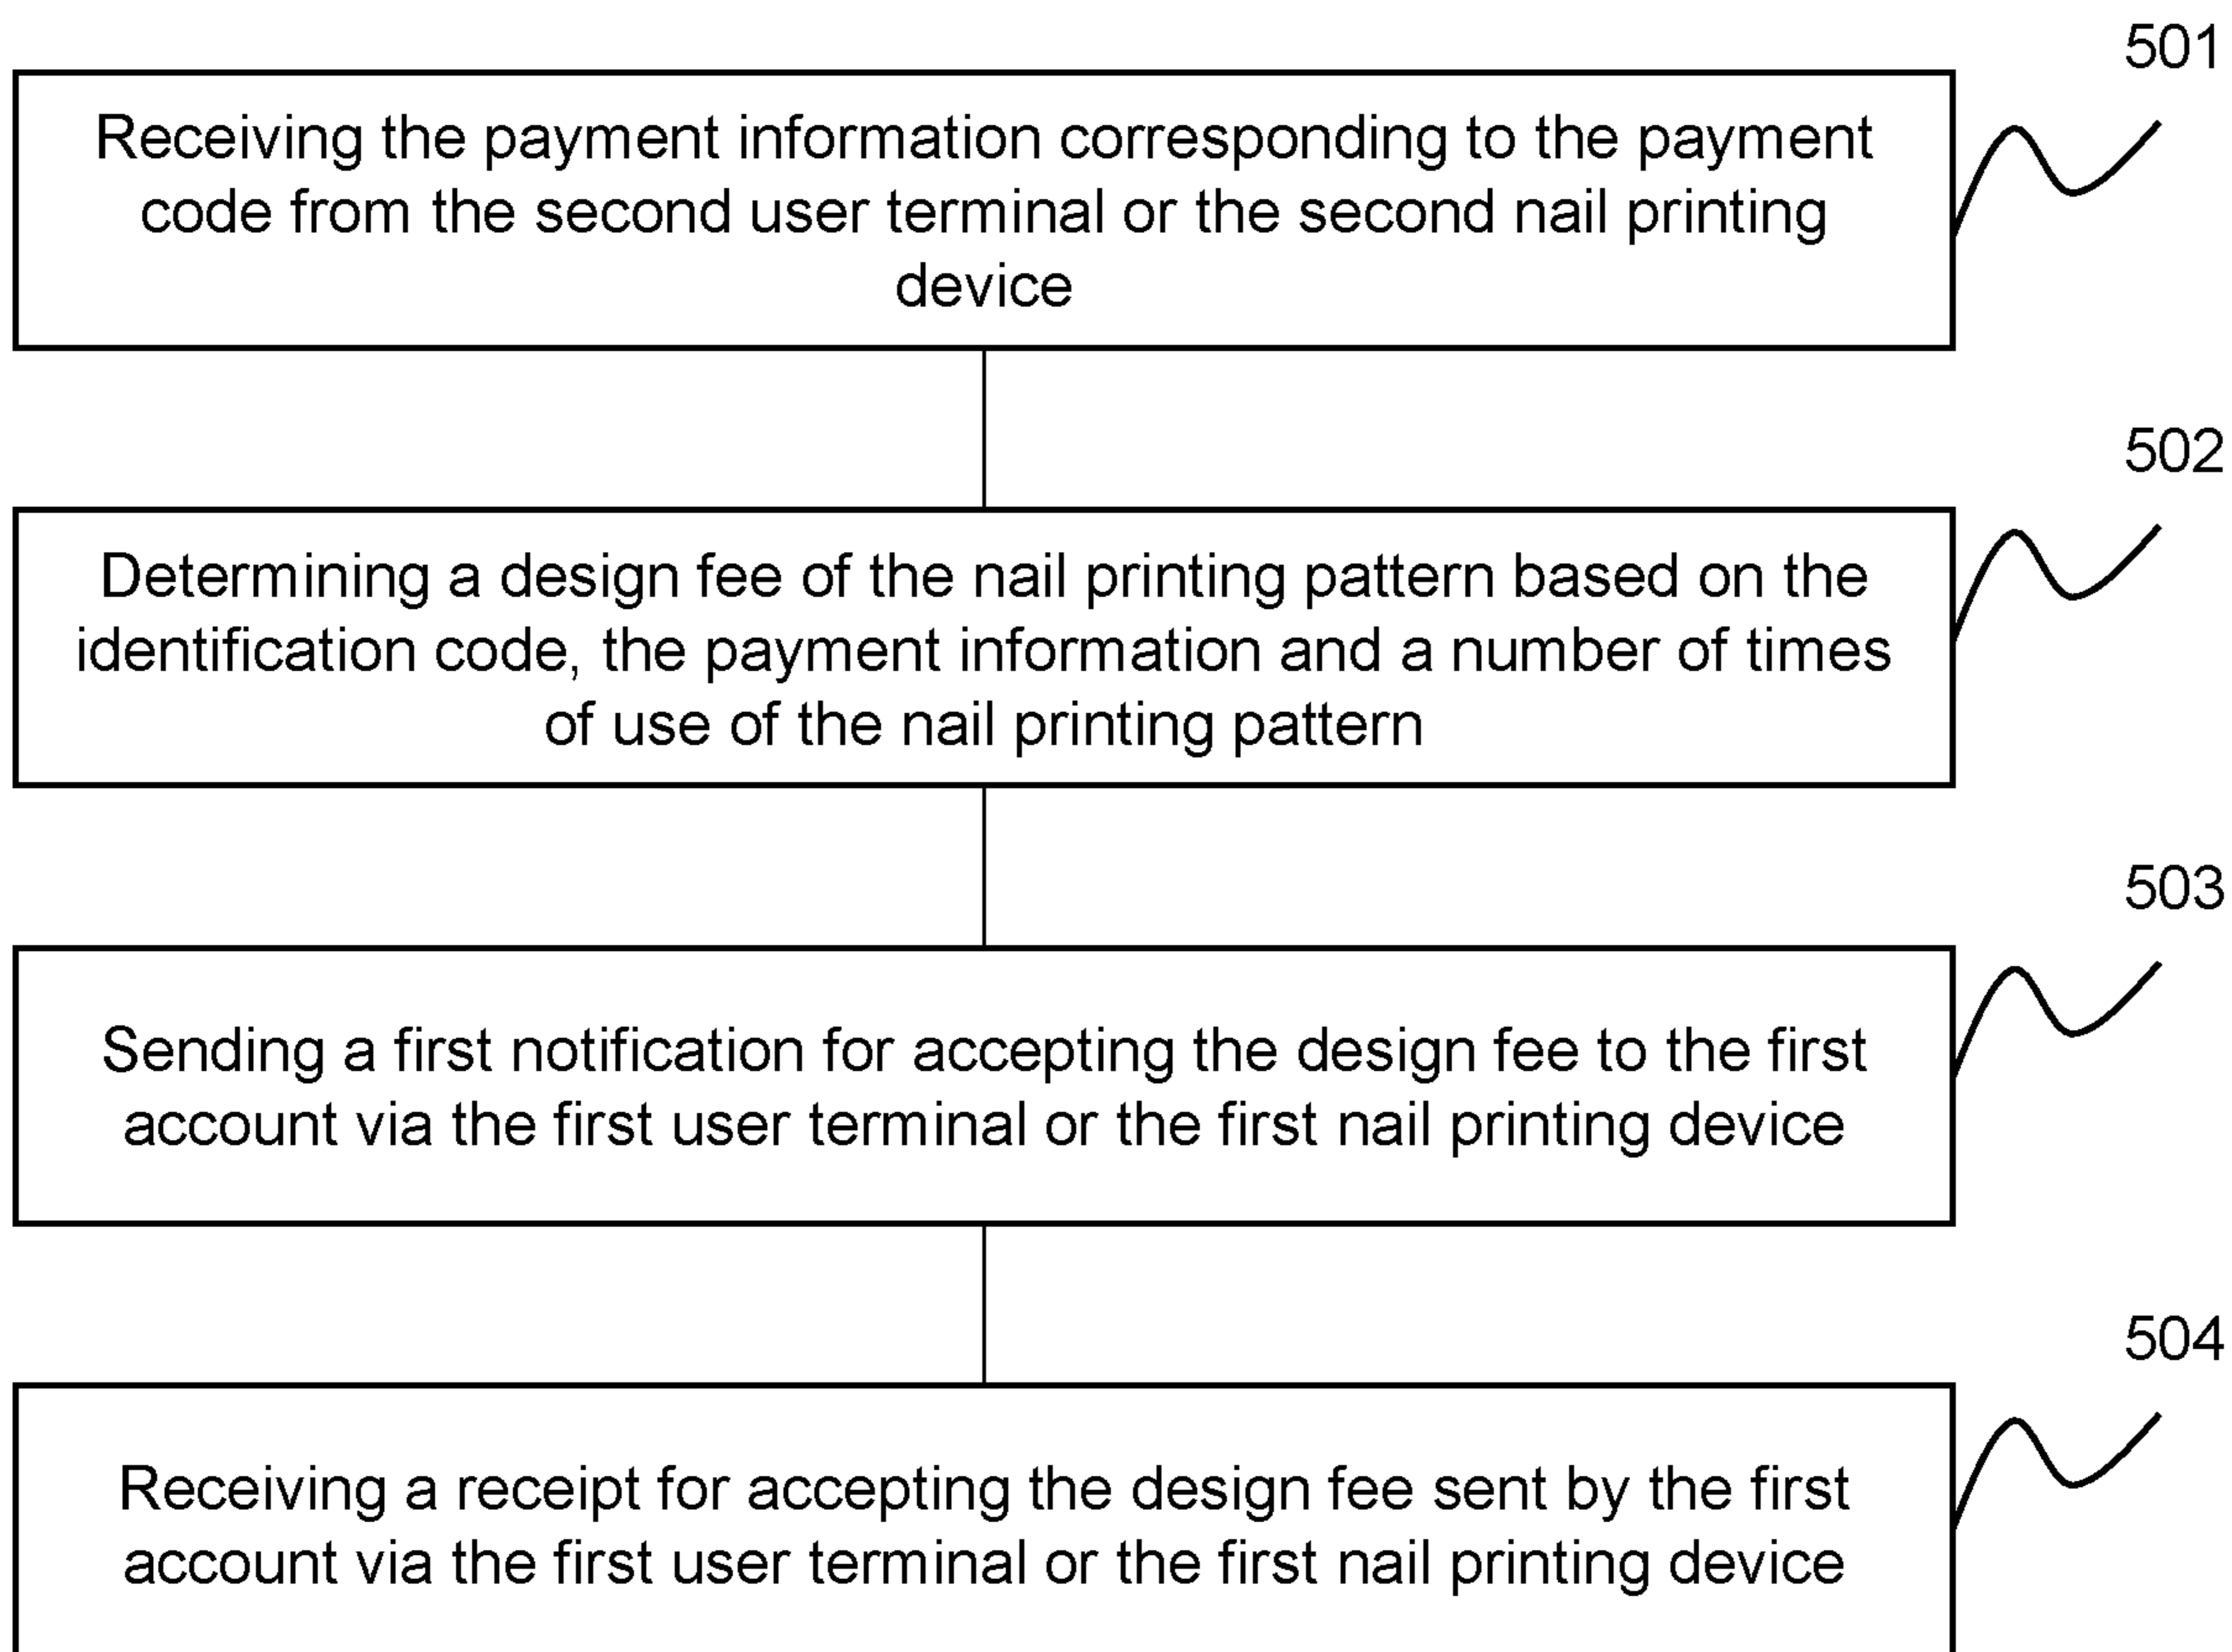 501
Receiving the payment information corresponding to the payment
code from the second user terminal or the second nail printing
device
502
Determining a design fee of the nail printing pattern based on the
identification code, the payment information and a number of times
of use of the nail printing pattern
503
Sending a first notification for accepting the design fee to the first
account via the first user terminal or the first nail printing device
504
Receiving a receipt for accepting the design fee sent by the first
account via the first user terminal or the first nail printing device